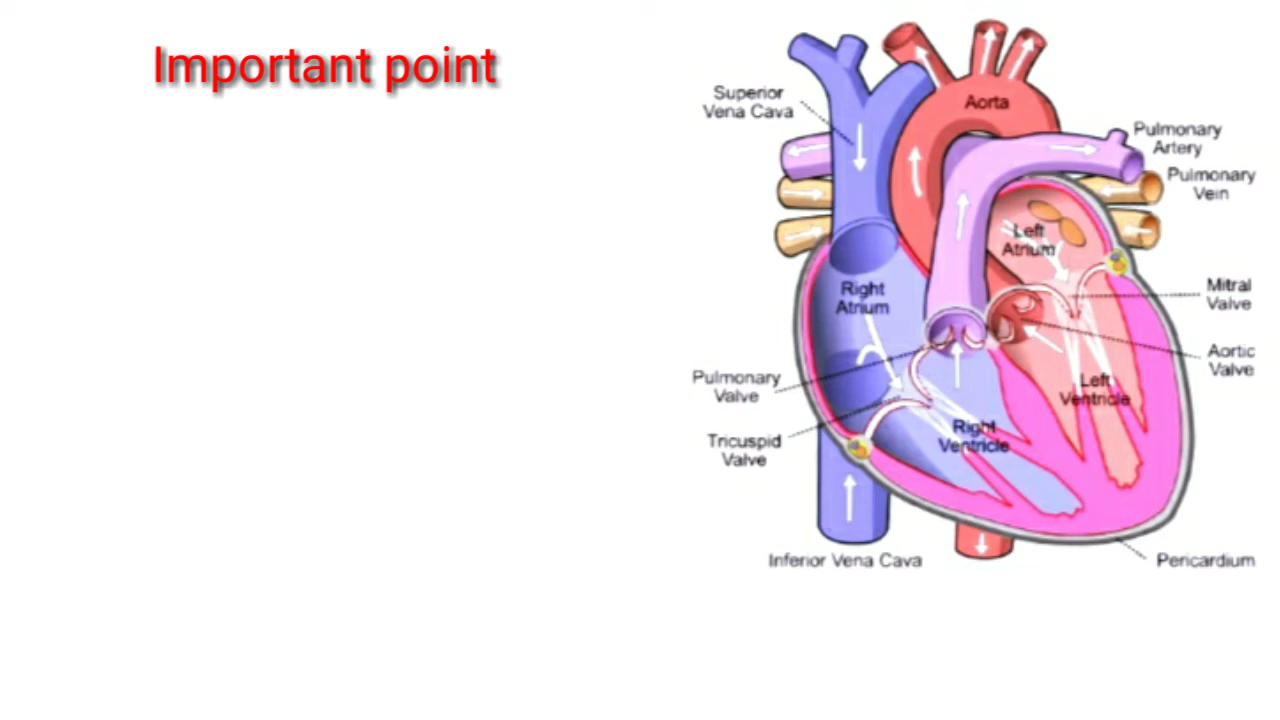 Important point
Superior
Vena Cava
Aorta
Pulmonary
Artery
Pulmonary
Vein
Left
Atrium
Right
Atrium
Mitral
Valve
Aortic
Valve
Pulmonary
Valve
Left
Ventricle
Right
Ventricle
Tricuspid
Valve
Inferior Vena Cava
Pericardium